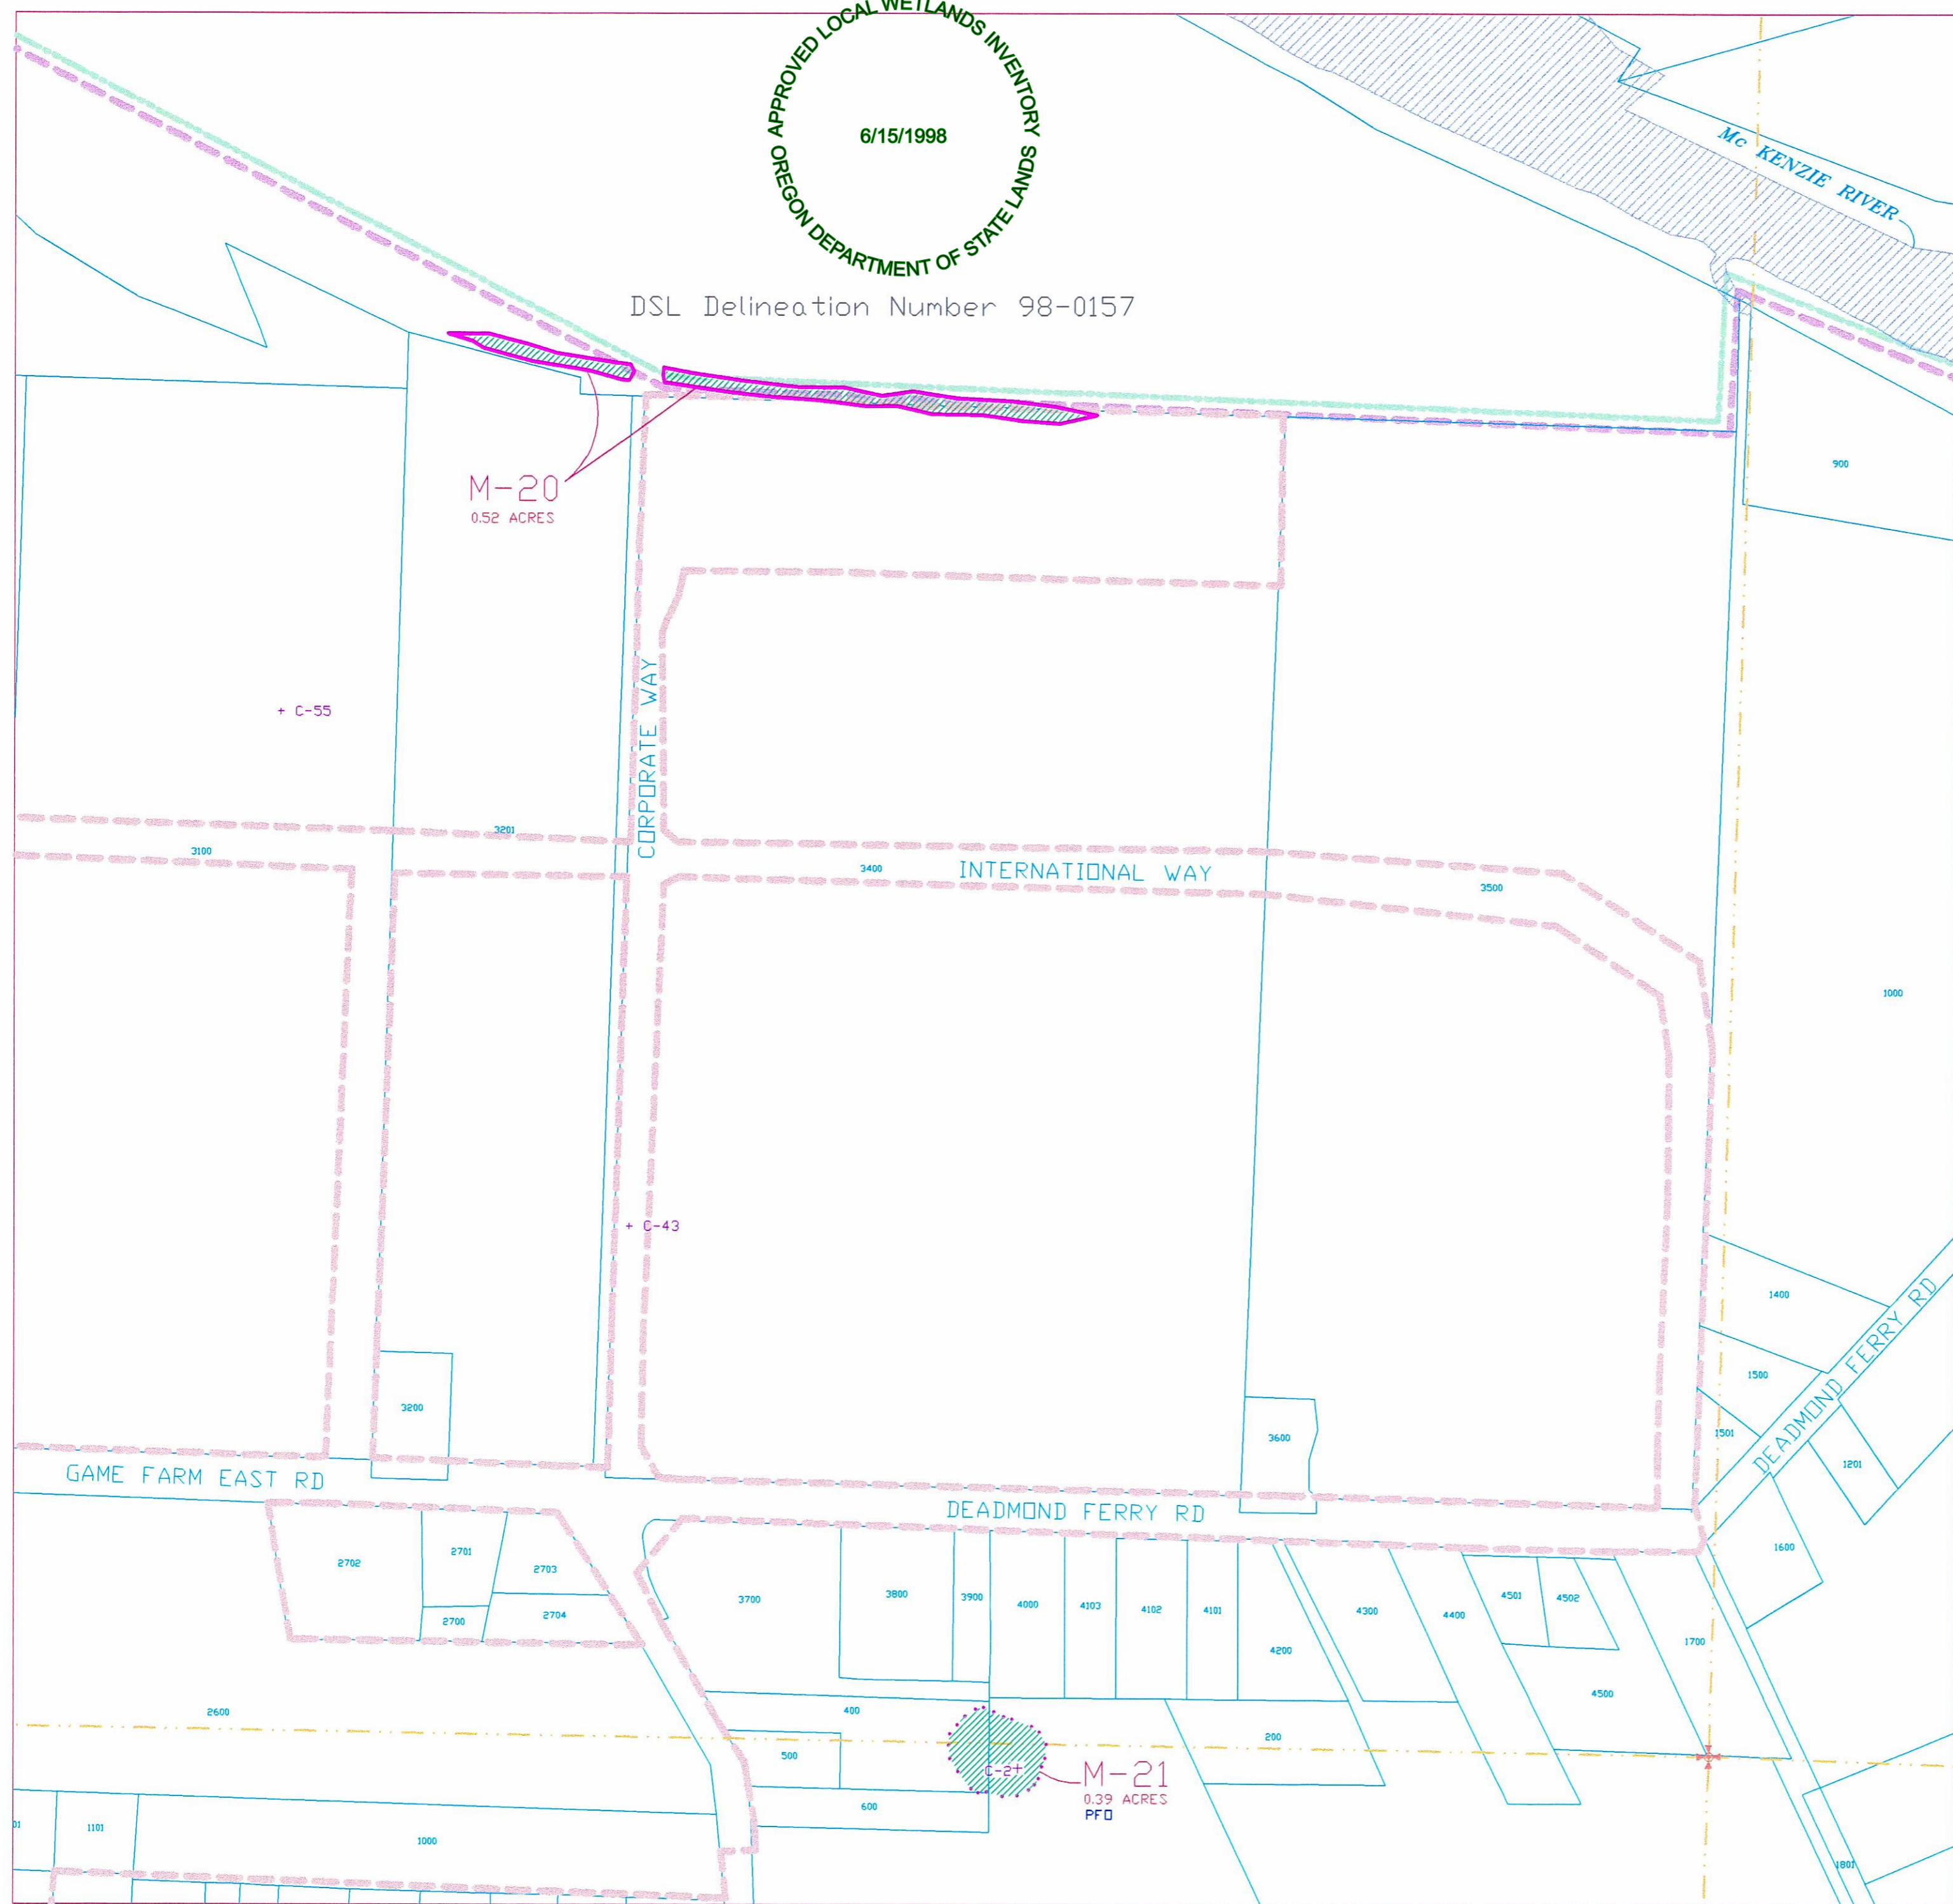 APPROVED LOCAL WETLANDS INVENTORY
OREGON DEPARTMENT OF STATE LANDS
6/15/1998
Mc KENZIE RIVER
DSL Delineation Number 98-0157
M-20
0.52 ACRES
900
+ C-55
CORPORATE WAY
3201
3100
3400
INTERNATIONAL WAY
3500
1000
+ C-43
1400
1500
1501
DEADMOND FERRY RD
1201
3200
3600
GAME FARM EAST RD
DEADMOND FERRY RD
1600
2702
2701
2703
2700
2704
3700
3800
3900
4000
4103
4102
4101
4200
4300
4400
4501
4502
1700
4500
2600
400
500
600
200
C-2+
M-21
0.39 ACRES
PFO
01
1101
1000
1801